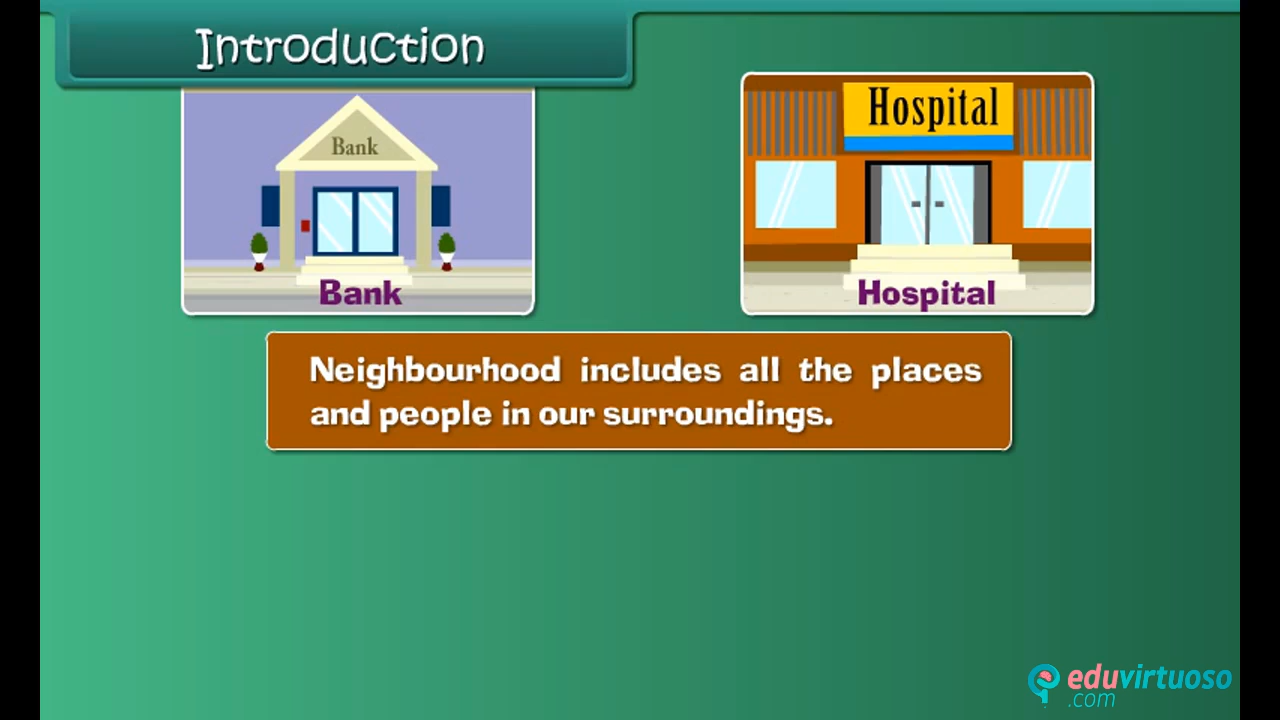 Introduction
Bank
Hospital
Bank
Hospital
Neighbourhood includes all the places
and people in our surroundings.
eduvirtuoso
.com